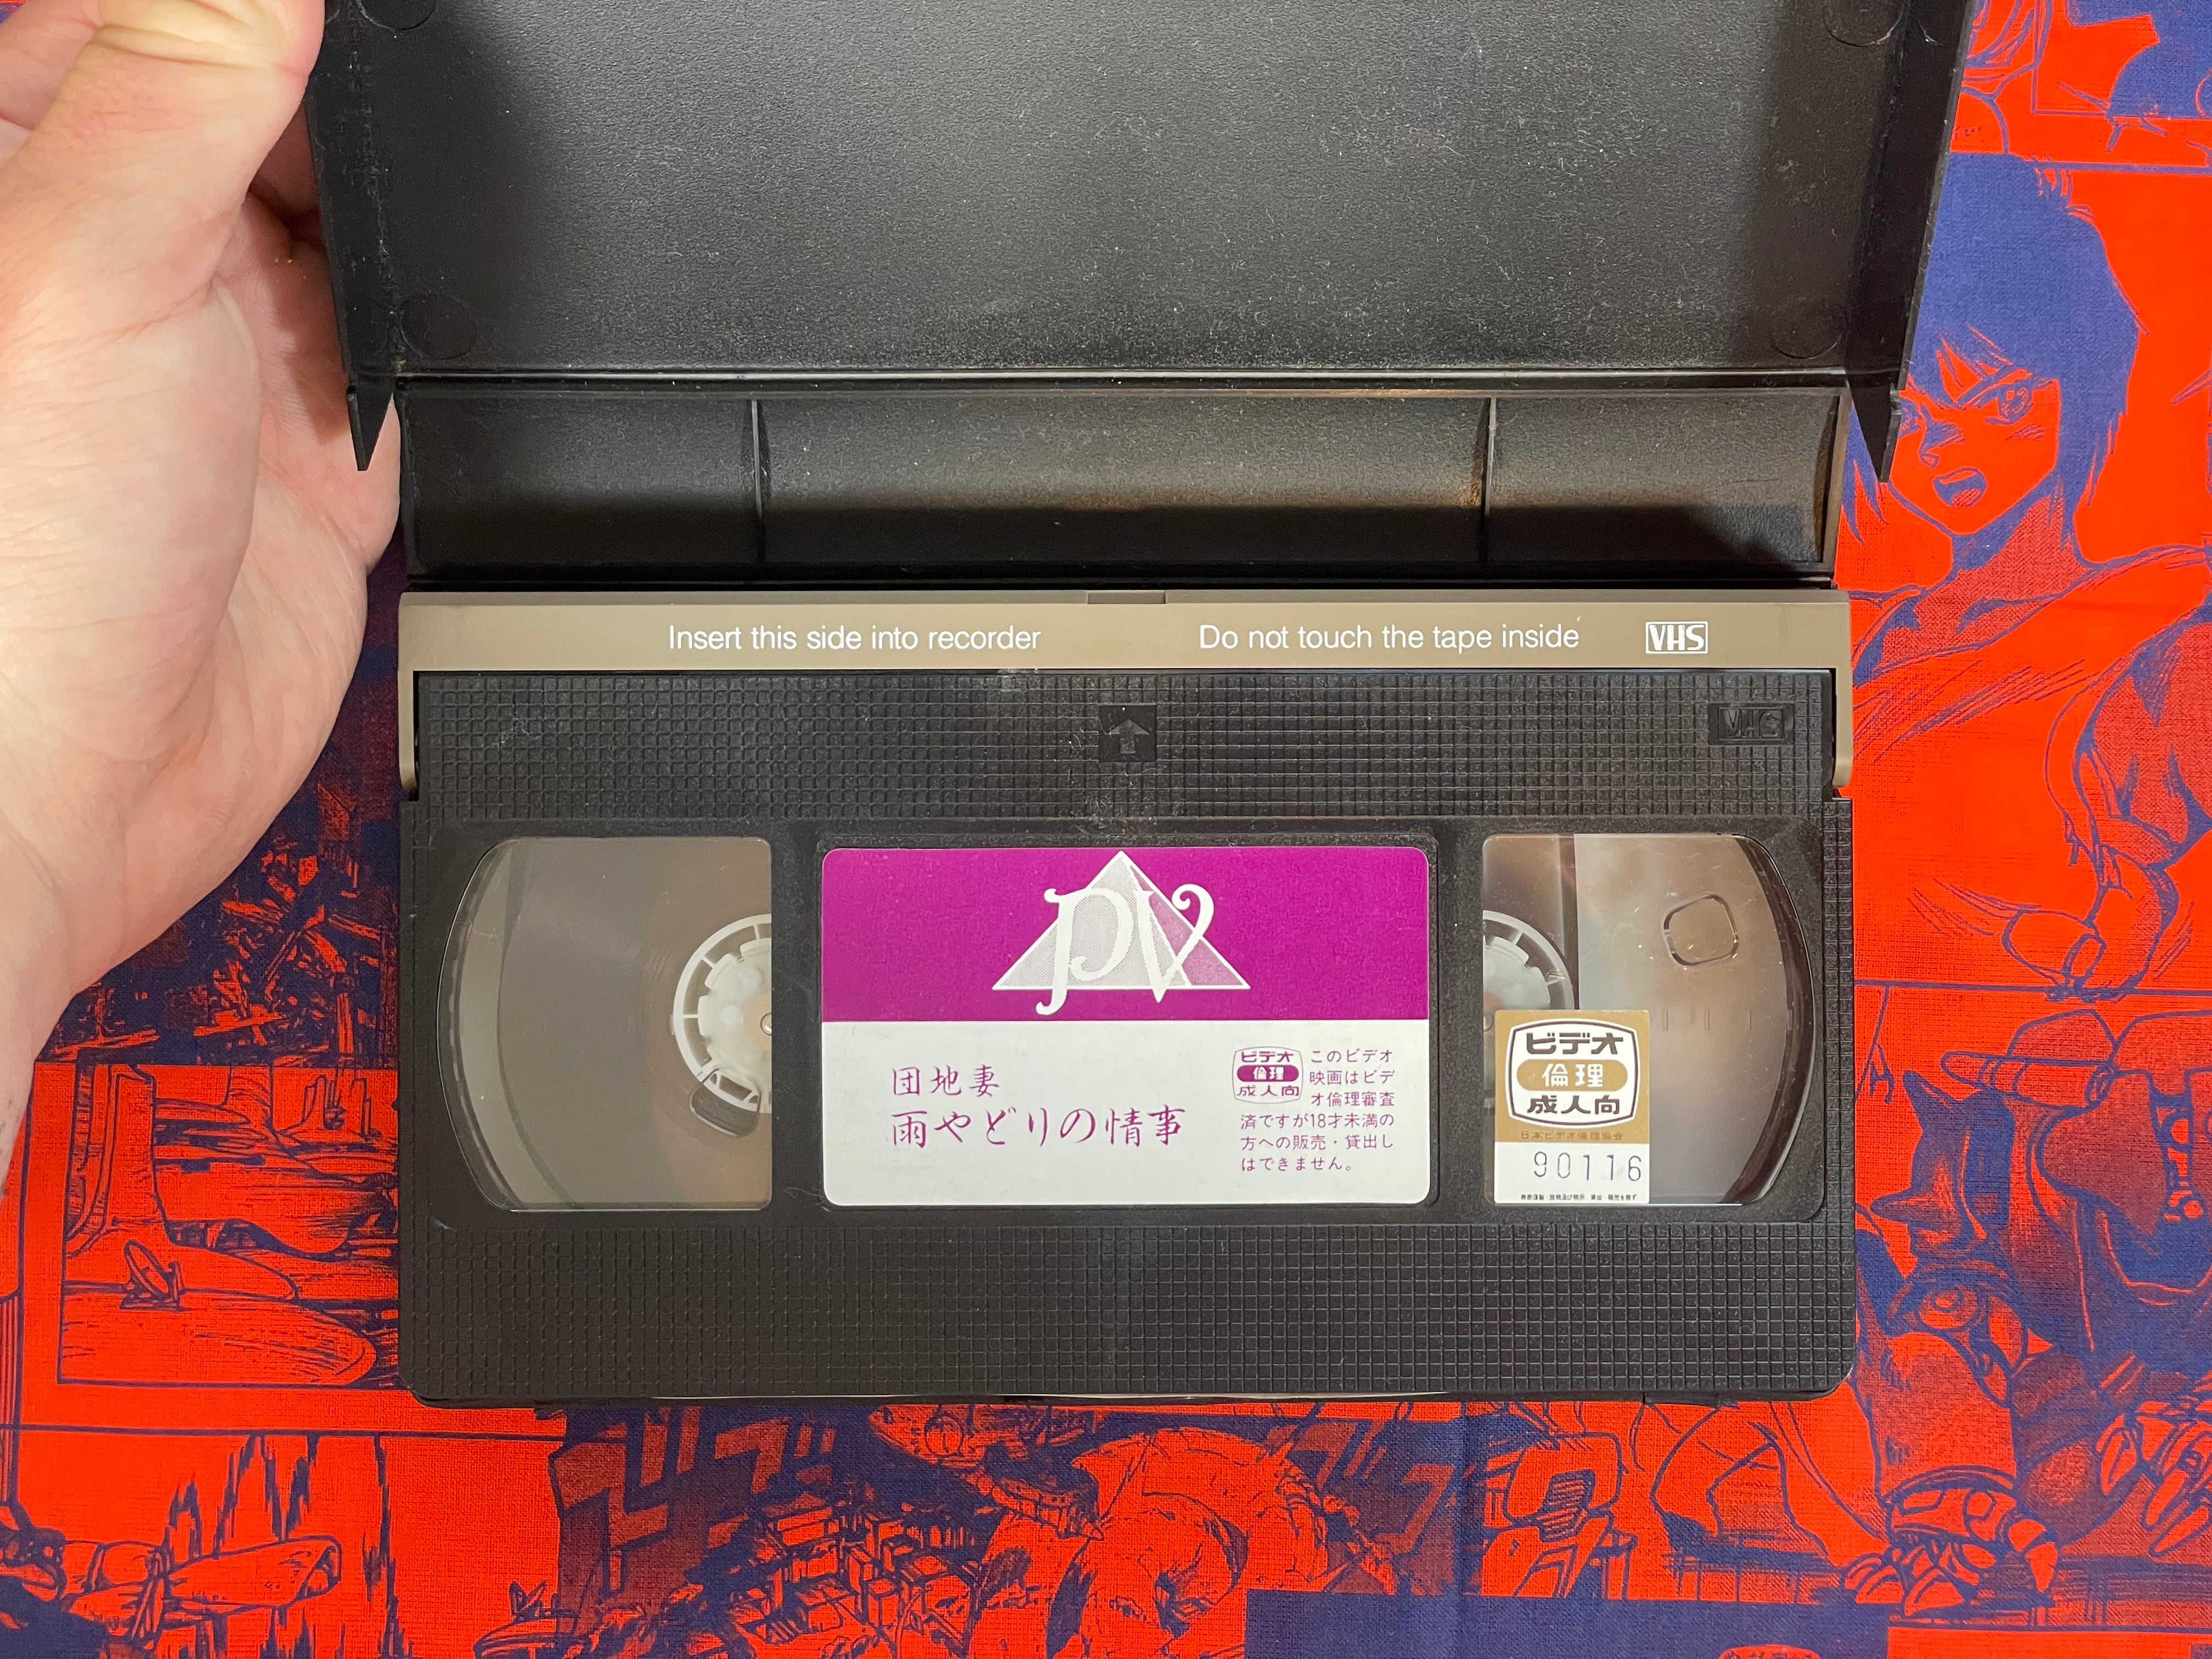 Insert this side into recorder
Do not touch the tape inside
VHS
VHS
PV
団地妻
雨やどりの情事
ビデオ
倫理
成人向
このビデオ
映画はビデ
オ倫理審査
済ですが18才未満の
方への販売・貸出し
はできません。
ビデオ
倫理
成人向
日本ビデオ倫理協会
90116